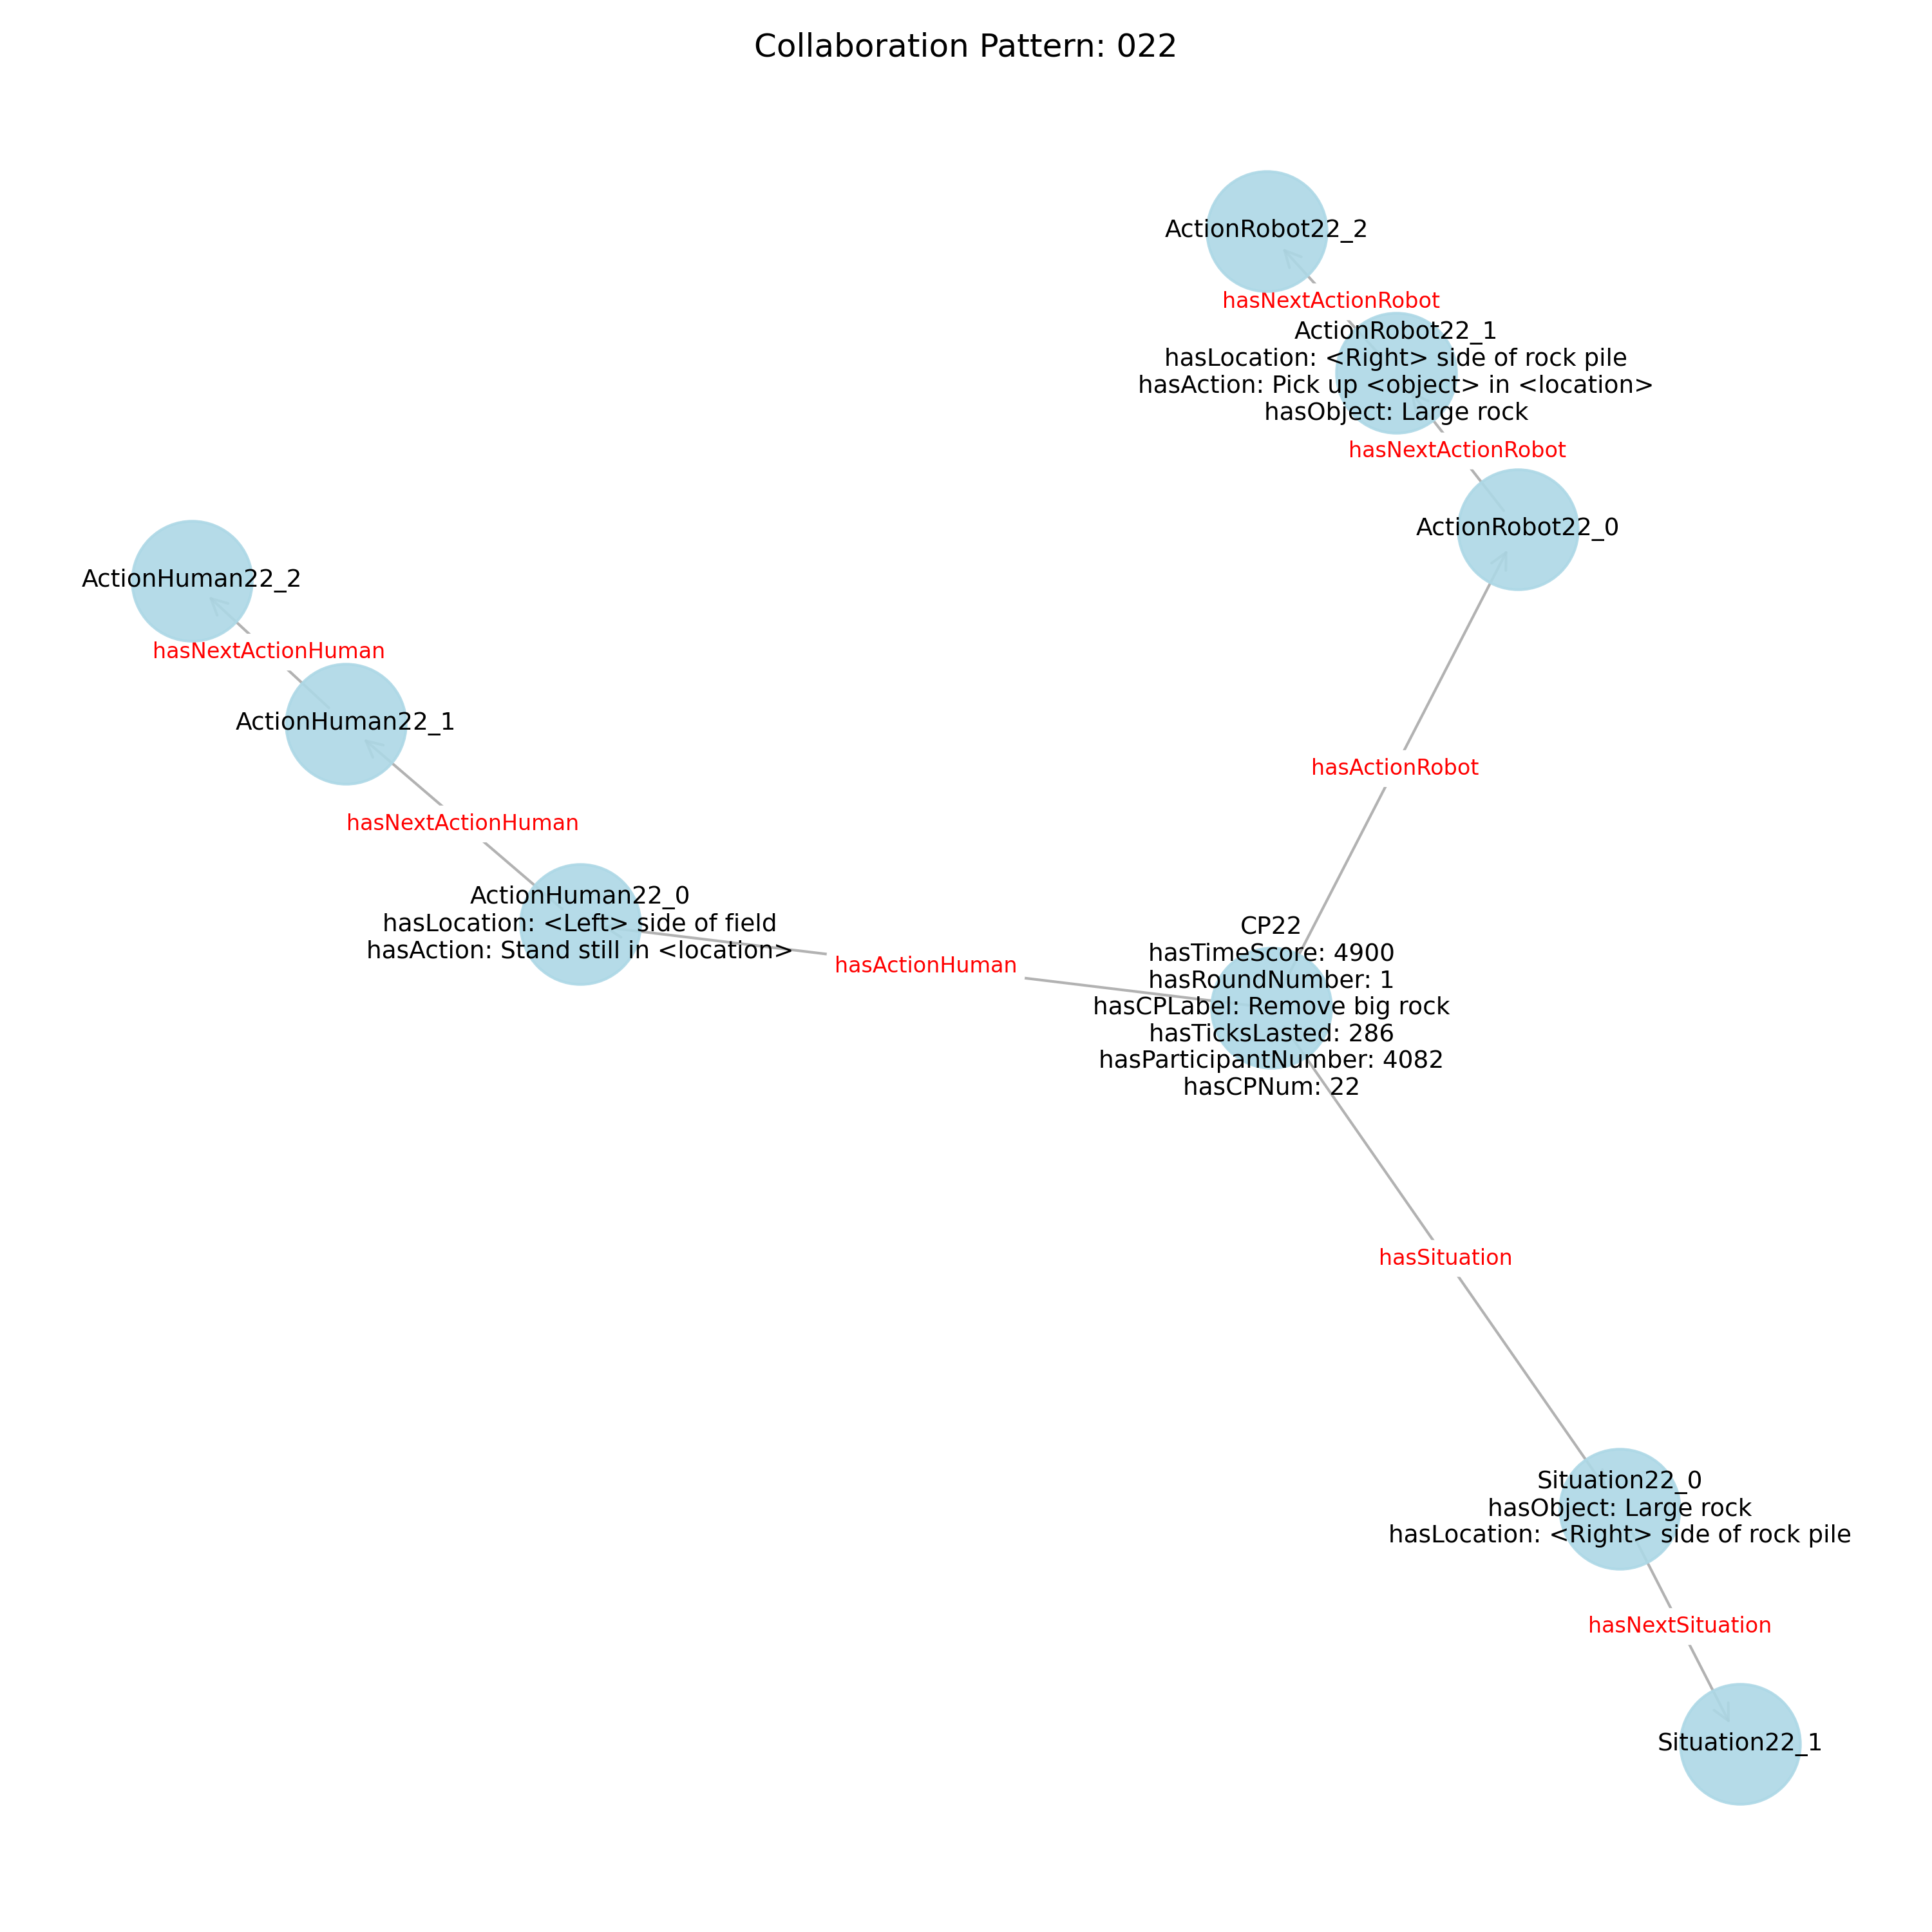 Collaboration Pattern: 022
ActionRobot22_2
hasNextActionRobot
ActionRobot22_1
hasLocation: <Right> side of rock pile
hasAction: Pick up <object> in <location>
hasObject: Large rock
hasNextActionRobot
ActionRobot22_0
ActionHuman22_2
hasNextActionHuman
ActionHuman22_1
hasActionRobot
hasNextActionHuman
ActionHuman22_0
hasLocation: <Left> side of field
hasAction: Stand still in <location>
hasActionHuman
CP22
hasTimeScore: 4900
hasRoundNumber: 1
hasCPLabel: Remove big rock
hasTicksLasted: 286
hasParticipantNumber: 4082
hasCPNum: 22
hasSituation
Situation22_0
hasObject: Large rock
hasLocation: <Right> side of rock pile
hasNextSituation
Situation22_1